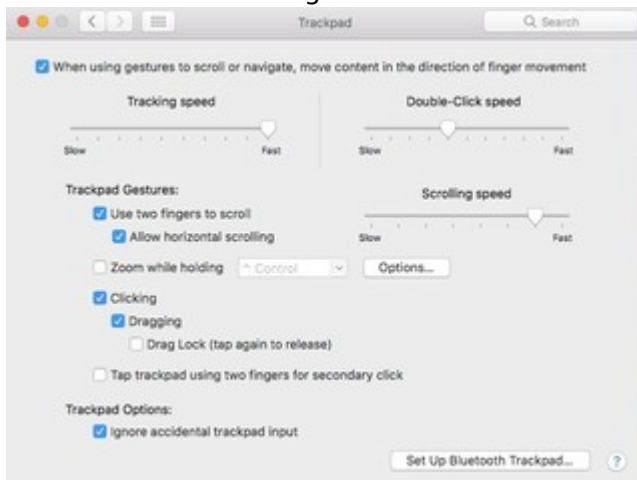 Trackpad
Search
When using gestures to scroll or navigate, move content in the direction of finger movement
Tracking speed
Double-Click speed
Slow
Fast
Slow
Fast
Trackpad Gestures:
Scrolling speed
Use two fingers to scroll
Allow horizontal scrolling
Slow
Fast
Zoom while holding
^ Control
Options...
Clicking
Dragging
Drag Lock (tap again to release)
Tap trackpad using two fingers for secondary click
Trackpad Options:
Ignore accidental trackpad input
Set Up Bluetooth Trackpad...
?